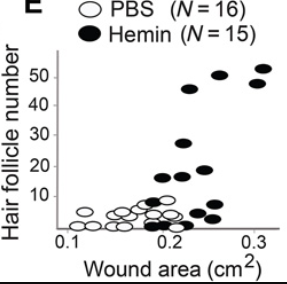 E
PBS (N = 16)
Hemin (N = 15)
Hair follicle number
50
40
30
20
10
0.1 0.2 0.3
Wound area (cm²)